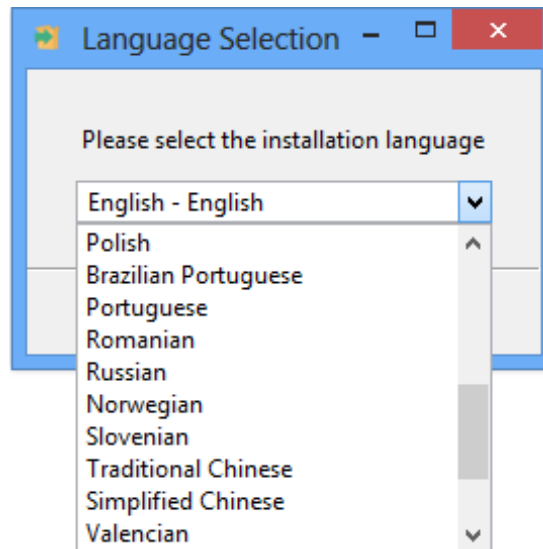 Language Selection
Please select the installation language
English - English
Polish
Brazilian Portuguese
Portuguese
Romanian
Russian
Norwegian
Slovenian
Traditional Chinese
Simplified Chinese
Valencian